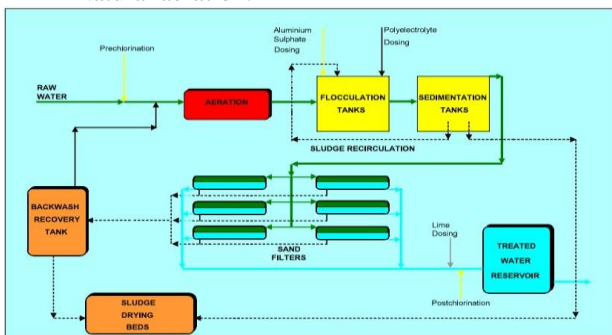 Aluminium
Sulphate
Dosing
Polyelectrolyte
Dosing
Prechlorination
RAW
WATER
AERATION
FLOCCULATION
TANKS
SEDIMENTATION
TANKS
SLUDGE RECIRCULATION
BACKWASH
RECOVERY
TANK
SAND
FILTERS
Lime
Dosing
TREATED
WATER
RESERVOIR
Postchlorination
SLUDGE
DRYING
BEDS